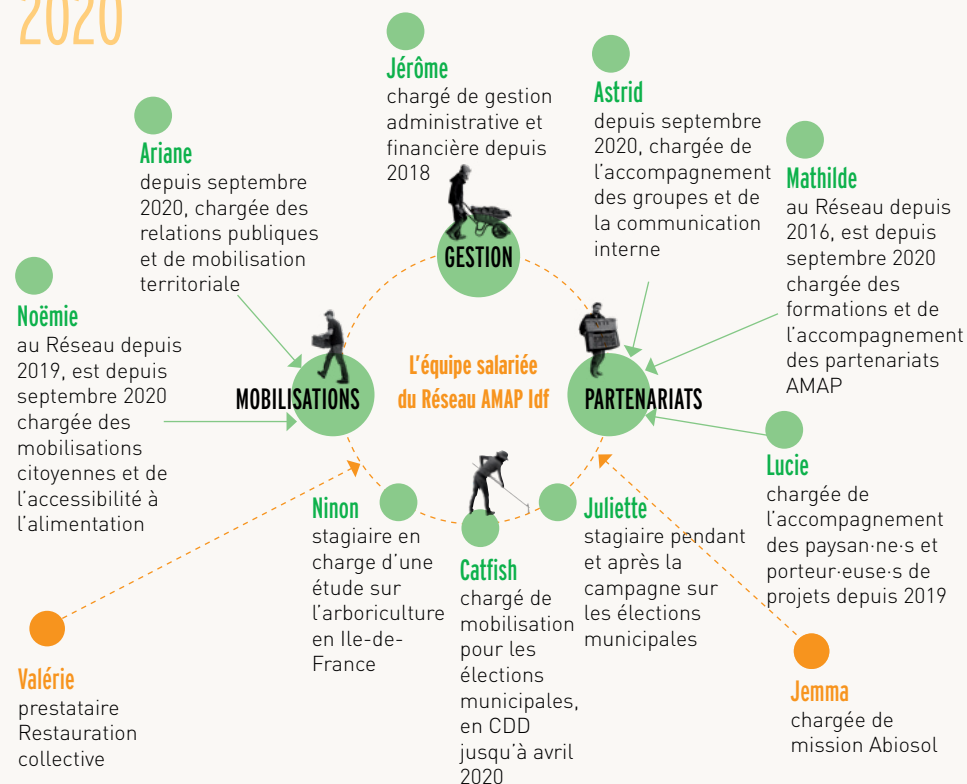 2020
Jérôme
chargé de gestion
administrative et
financière depuis
2018
Astrid
depuis septembre
2020, chargée de
l'accompagnement
des groupes et de
la communication
interne
Ariane
depuis septembre
2020, chargée des
relations publiques
et de mobilisation
territoriale
Mathilde
au Réseau depuis
2016, est depuis
septembre 2020
chargée des
formations et de
l'accompagnement
des partenariats
AMAP
GESTION
Noëmie
au Réseau depuis
2019, est depuis
septembre 2020
chargée des
mobilisations
citoyennes et de
l'accessibilité à
l'alimentation
MOBILISATIONS
L'équipe salariée
du Réseau AMAP Idf
PARTENARIATS
Lucie
chargée de
l'accompagnement
des paysan·ne·s et
porteur·euse·s de
projets depuis 2019
Ninon
stagiaire en
charge d'une
étude sur
l'arboriculture
en Ile-de-
France
Catfish
chargé de
mobilisation
pour les
élections
municipales,
en CDD
jusqu'à avril
2020
Juliette
stagiaire pendant
et après la
campagne sur
les élections
municipales
Valérie
prestataire
Restauration
collective
Jemma
chargée de
mission Abiosol